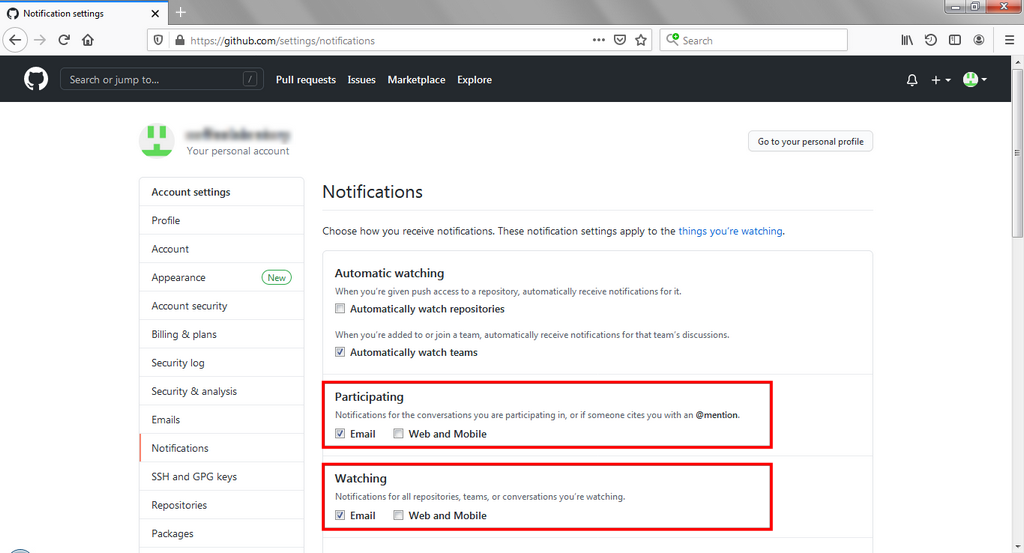 Notification settings
https://github.com/settings/notifications
Search
Search or jump to...
/
Pull requests Issues Marketplace Explore
Your personal account
Go to your personal profile
Account settings
Profile
Account
Appearance New
Account security
Billing & plans
Security log
Security & analysis
Emails
Notifications
SSH and GPG keys
Repositories
Packages
Notifications
Choose how you receive notifications. These notification settings apply to the things you're watching.
Automatic watching
When you're given push access to a repository, automatically receive notifications for it.
Automatically watch repositories
When you're added to or join a team, automatically receive notifications for that team's discussions.
Automatically watch teams
Participating
Notifications for the conversations you are participating in, or if someone cites you with an @mention.
Email Web and Mobile
Watching
Notifications for all repositories, teams, or conversations you're watching.
Email Web and Mobile